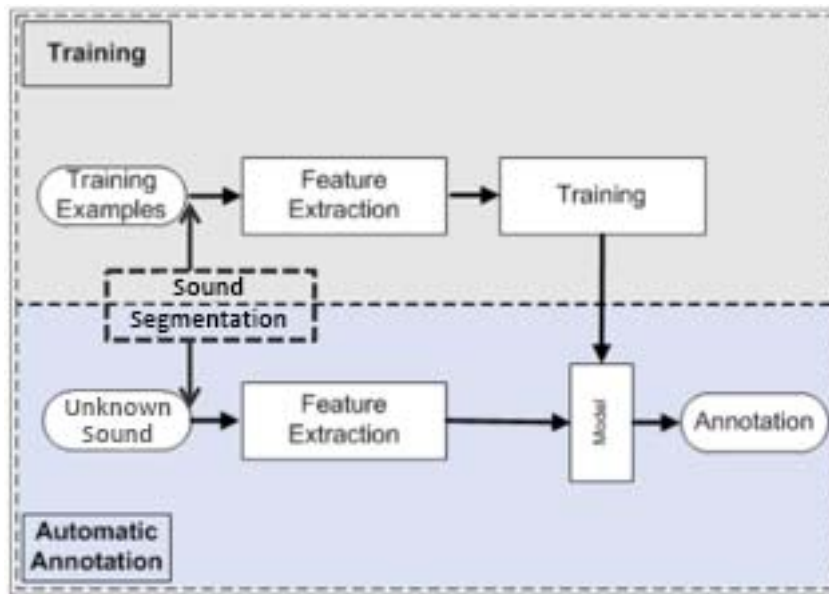 Training
Training
Examples
Feature
Extraction
Training
Sound
Segmentation
Unknown
Sound
Feature
Extraction
Model
Annotation
Automatic
Annotation